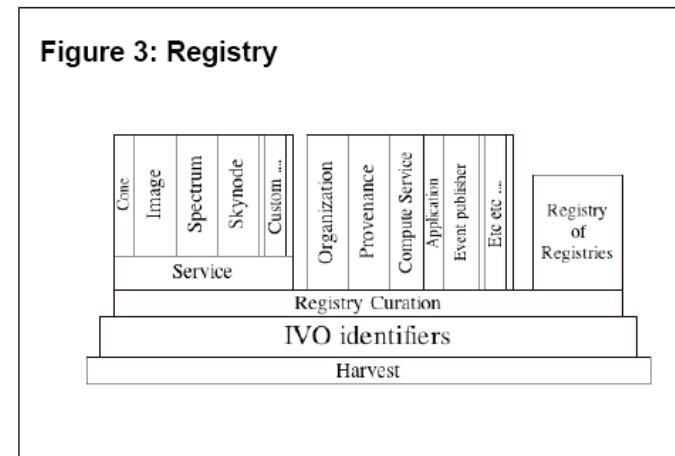 Figure 3: Registry
Cone
Image
Spectrum
Skynode
Custom ....
Service
Organization
Provenance
Compute Service
Application
Event publisher
Etc etc ...
Registry
of
Registries
Registry Curation
IVO identifiers
Harvest